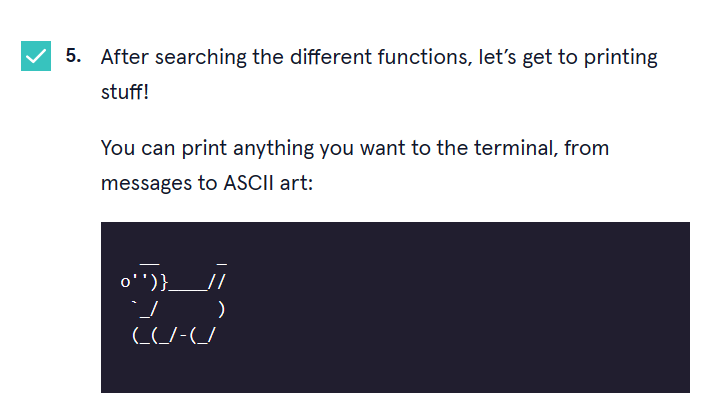 5. After searching the different functions, let’s get to printing
stuff!
You can print anything you want to the terminal, from
messages to ASCII art:
  __      _
o'')}____//
 `_/      )
 (_(_/-(_/